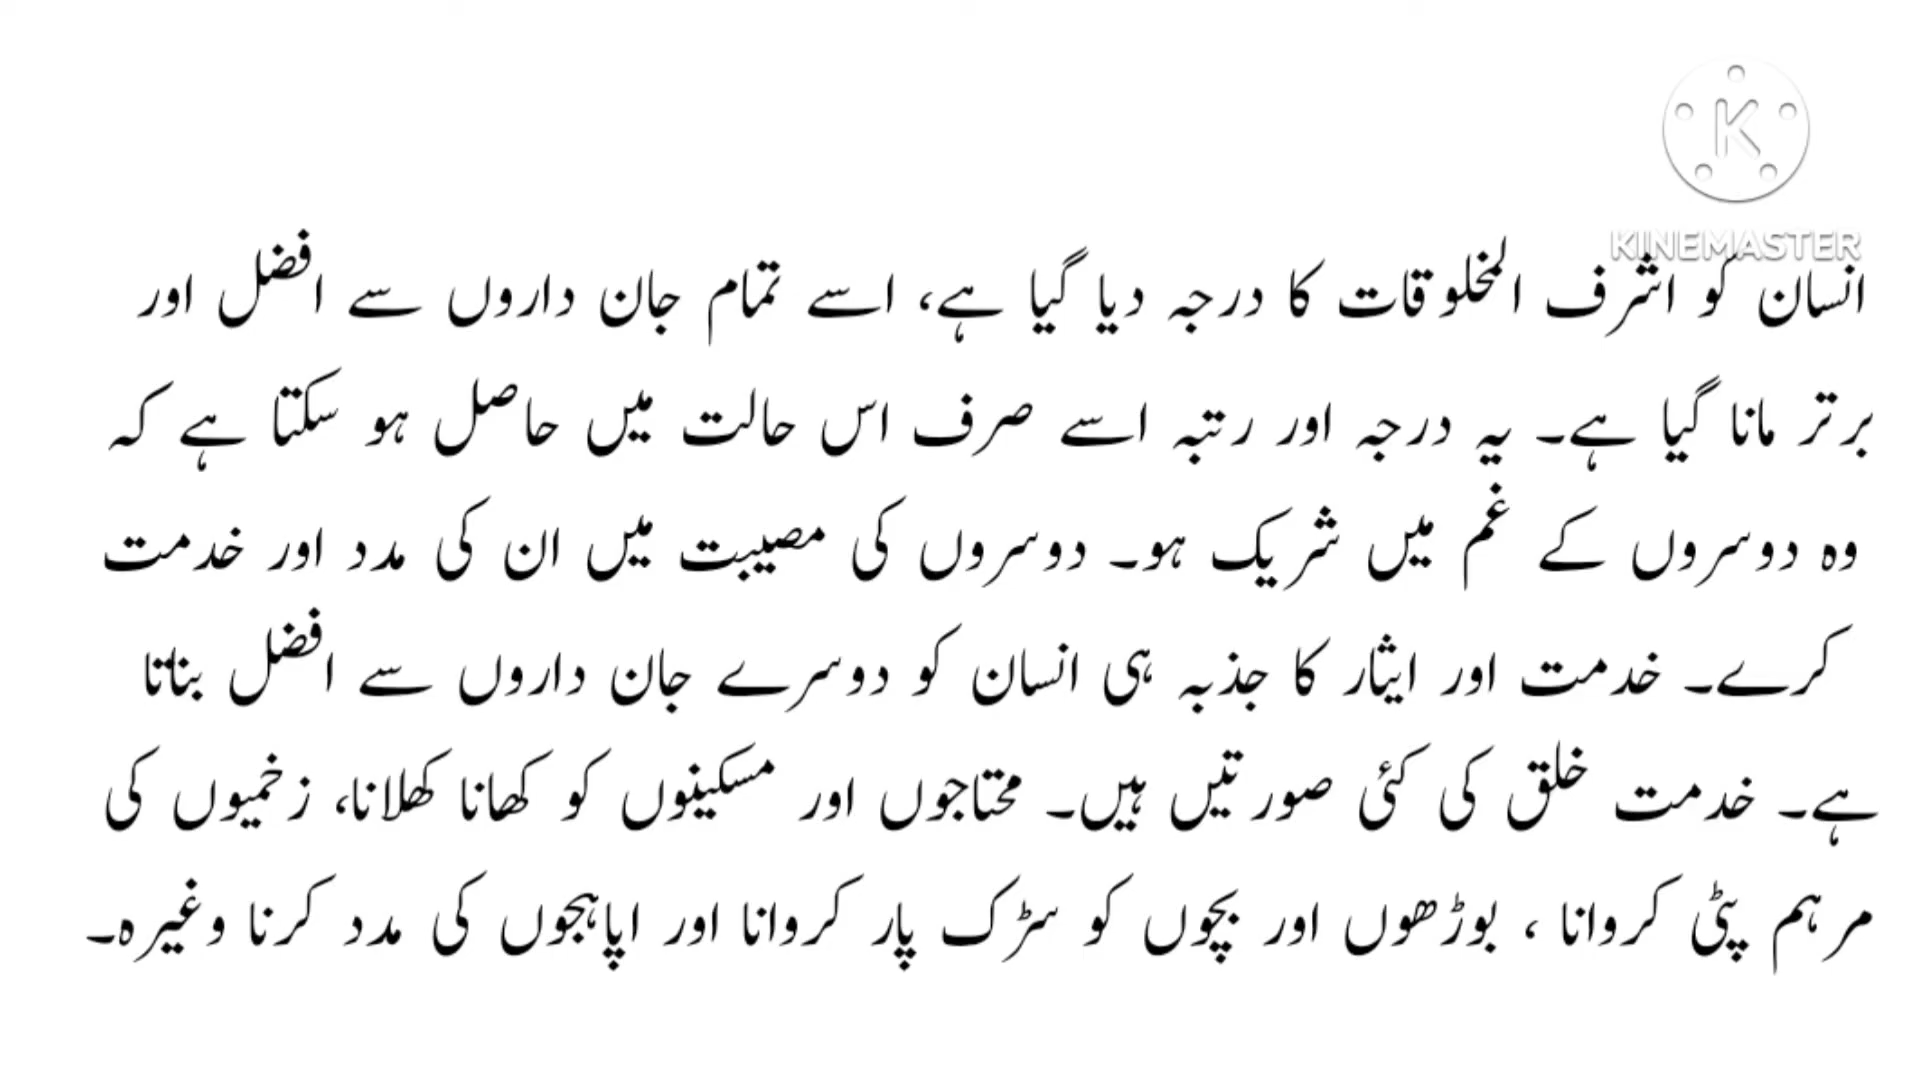 KINEMASTER
انسان کو اشرف المخلوقات کا درجہ دیا گیا ہے، اسے تمام جان داروں سے افضل اور
برتر مانا گیا ہے۔ یہ درجہ اور رتبہ اسے صرف اس حالت میں حاصل ہو سکتا ہے کہ
وہ دوسروں کے غم میں شریک ہو۔ دوسروں کی مصیبت میں ان کی مدد اور خدمت
کرے۔ خدمت اور ایثار کا جذبہ ہی انسان کو دوسرے جان داروں سے افضل بناتا
ہے۔ خدمت خلق کی کئی صورتیں ہیں۔ محتاجوں اور مسکینوں کو کھانا کھلانا، زخمیوں کی
مرہم پٹی کروانا ، بوڑھوں اور بچوں کو سڑک پار کروانا اور اپاہجوں کی مدد کرنا وغیرہ۔